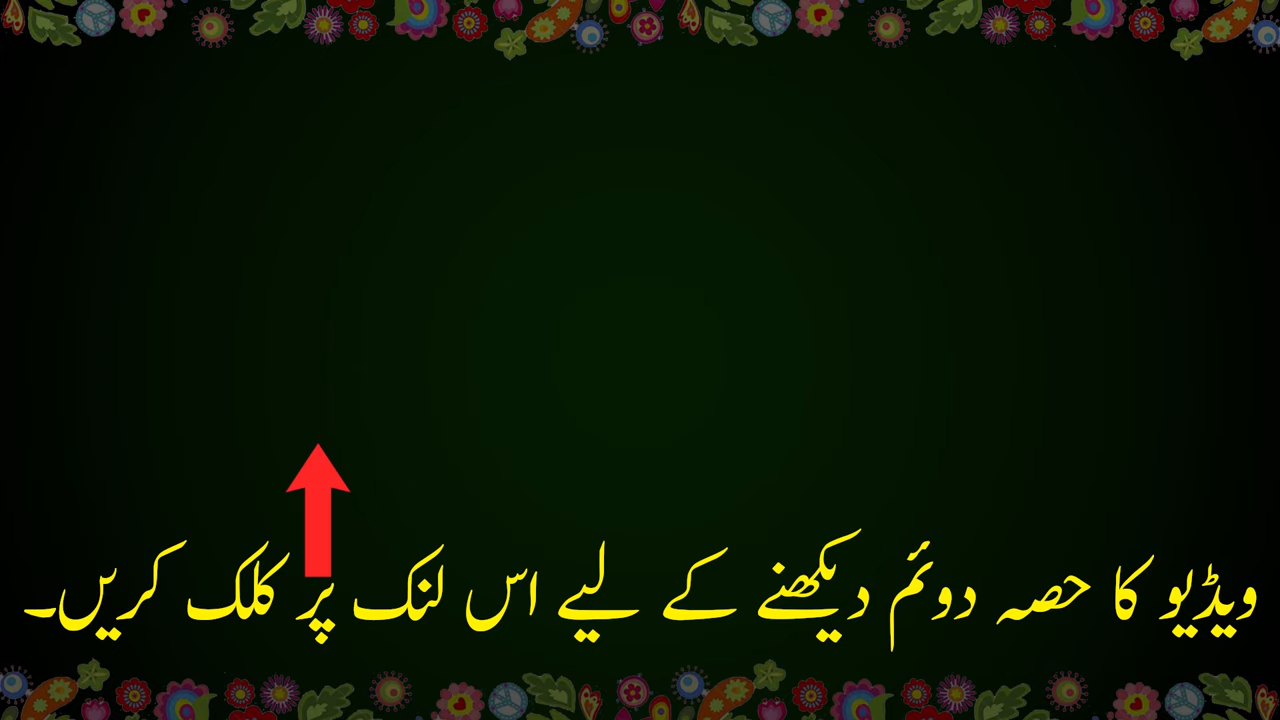 ویڈیو کا حصہ دوئم دیکھنے کے لیے اس لنک پر کلک کریں۔